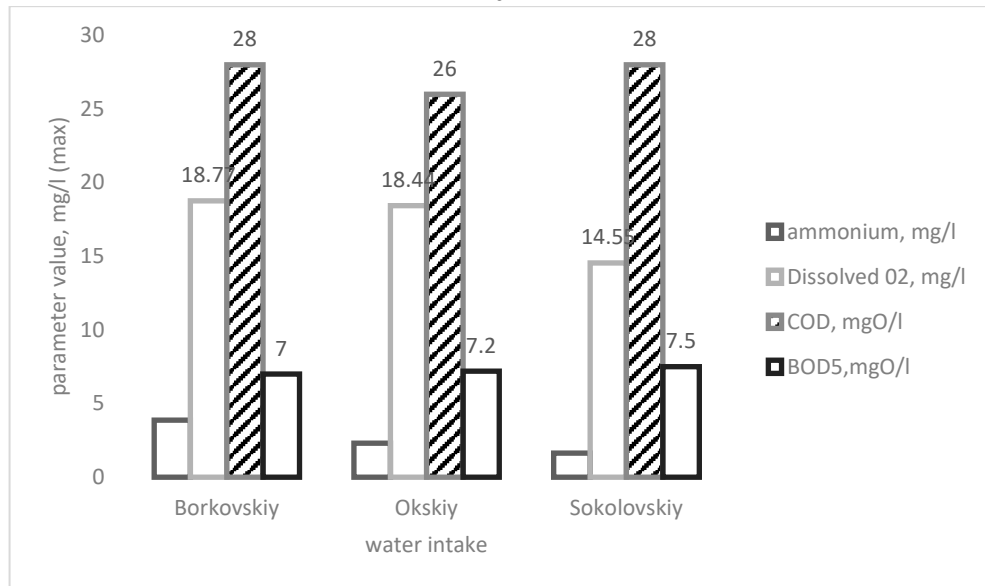 30
25
20
15
10
5
0
parameter value, mg/l (max)
28
18.77
7
26
18.44
7.2
28
14.55
7.5
Borkovskiy
Okskiy
Sokolovskiy
water intake
ammonium, mg/l
Dissolved 02, mg/l
COD, mgO/l
BOD5,mgO/l